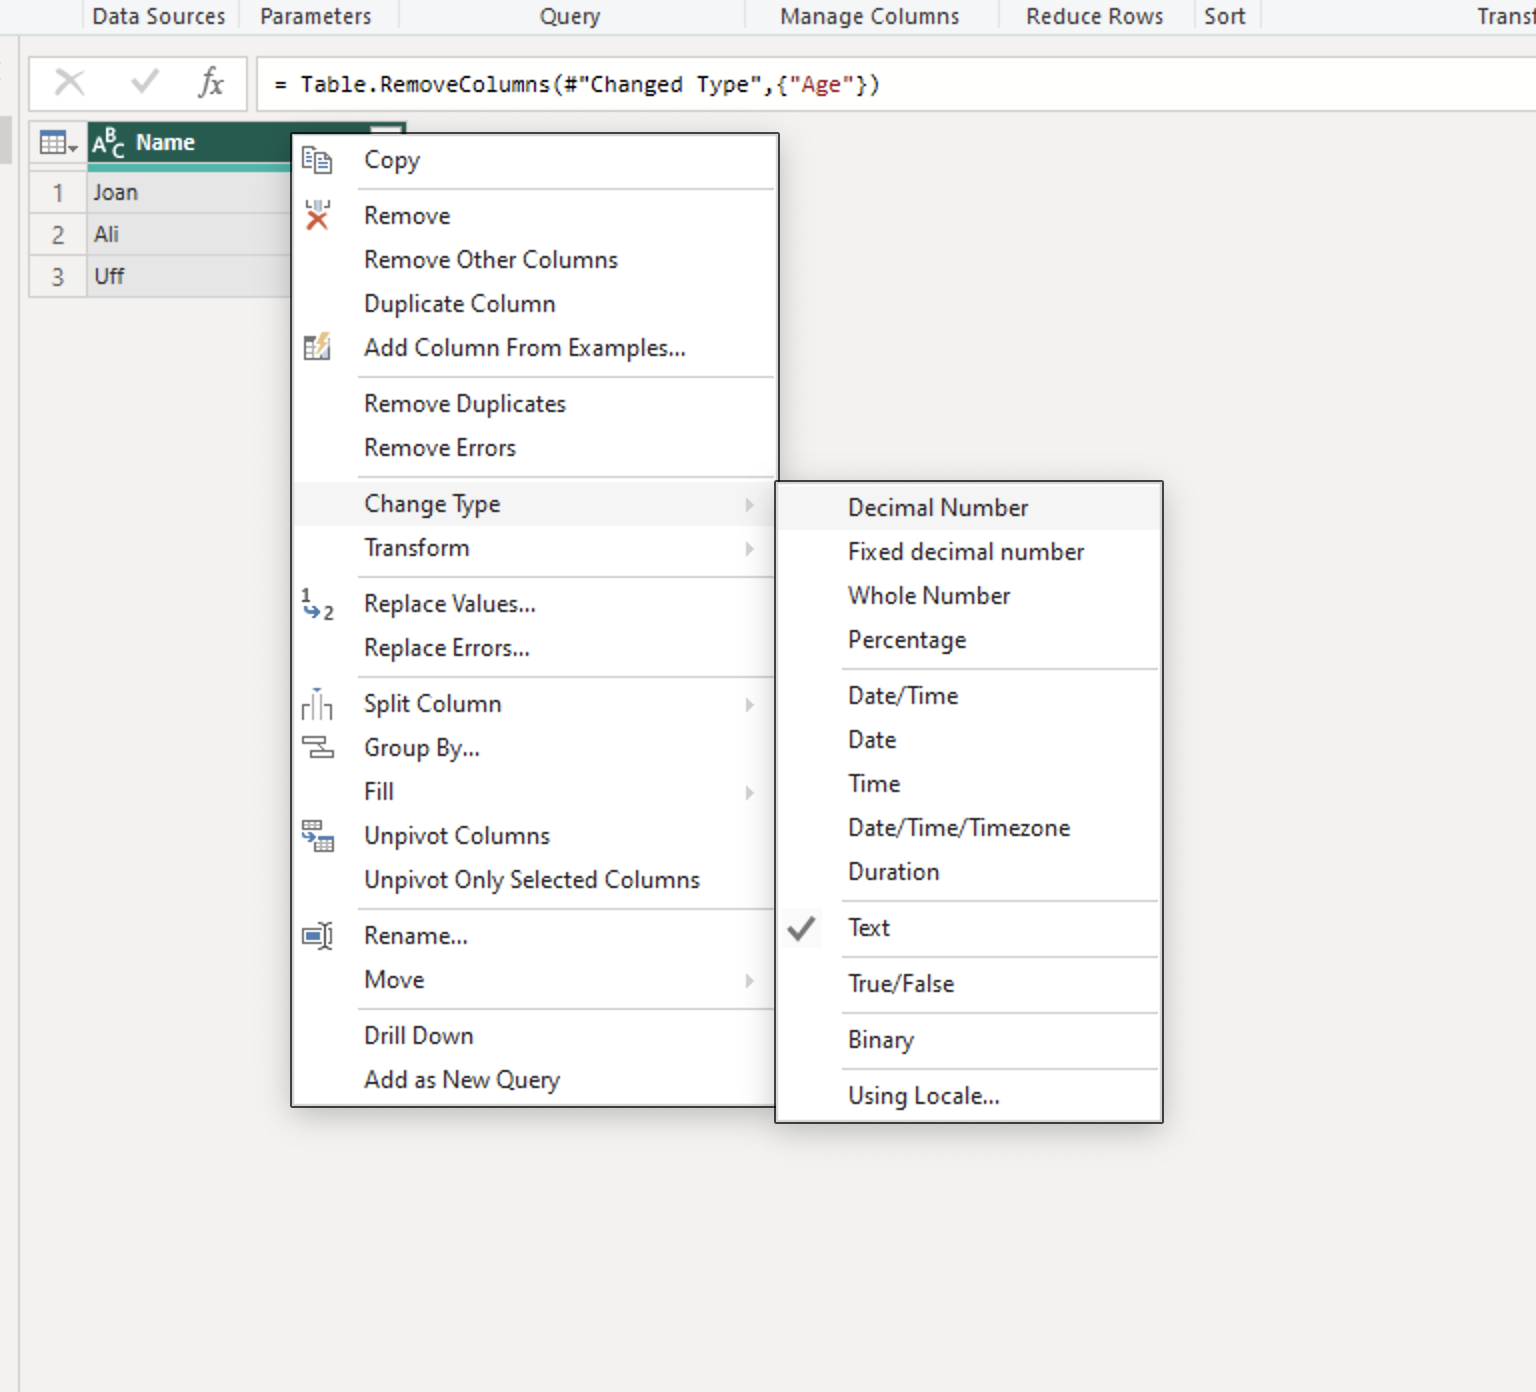 Data Sources Parameters Query Manage Columns Reduce Rows Sort
fx = Table.RemoveColumns(#"Changed Type",{"Age"})
ABC Name
1 Joan
2 Ali
3 Uff
Copy
Remove
Remove Other Columns
Duplicate Column
Add Column From Examples...
Remove Duplicates
Remove Errors
Change Type
Transform
1 2 Replace Values...
Replace Errors...
Split Column
Group By...
Fill
Unpivot Columns
Unpivot Only Selected Columns
Rename...
Move
Drill Down
Add as New Query
Decimal Number
Fixed decimal number
Whole Number
Percentage
Date/Time
Date
Time
Date/Time/Timezone
Duration
Text
True/False
Binary
Using Locale...